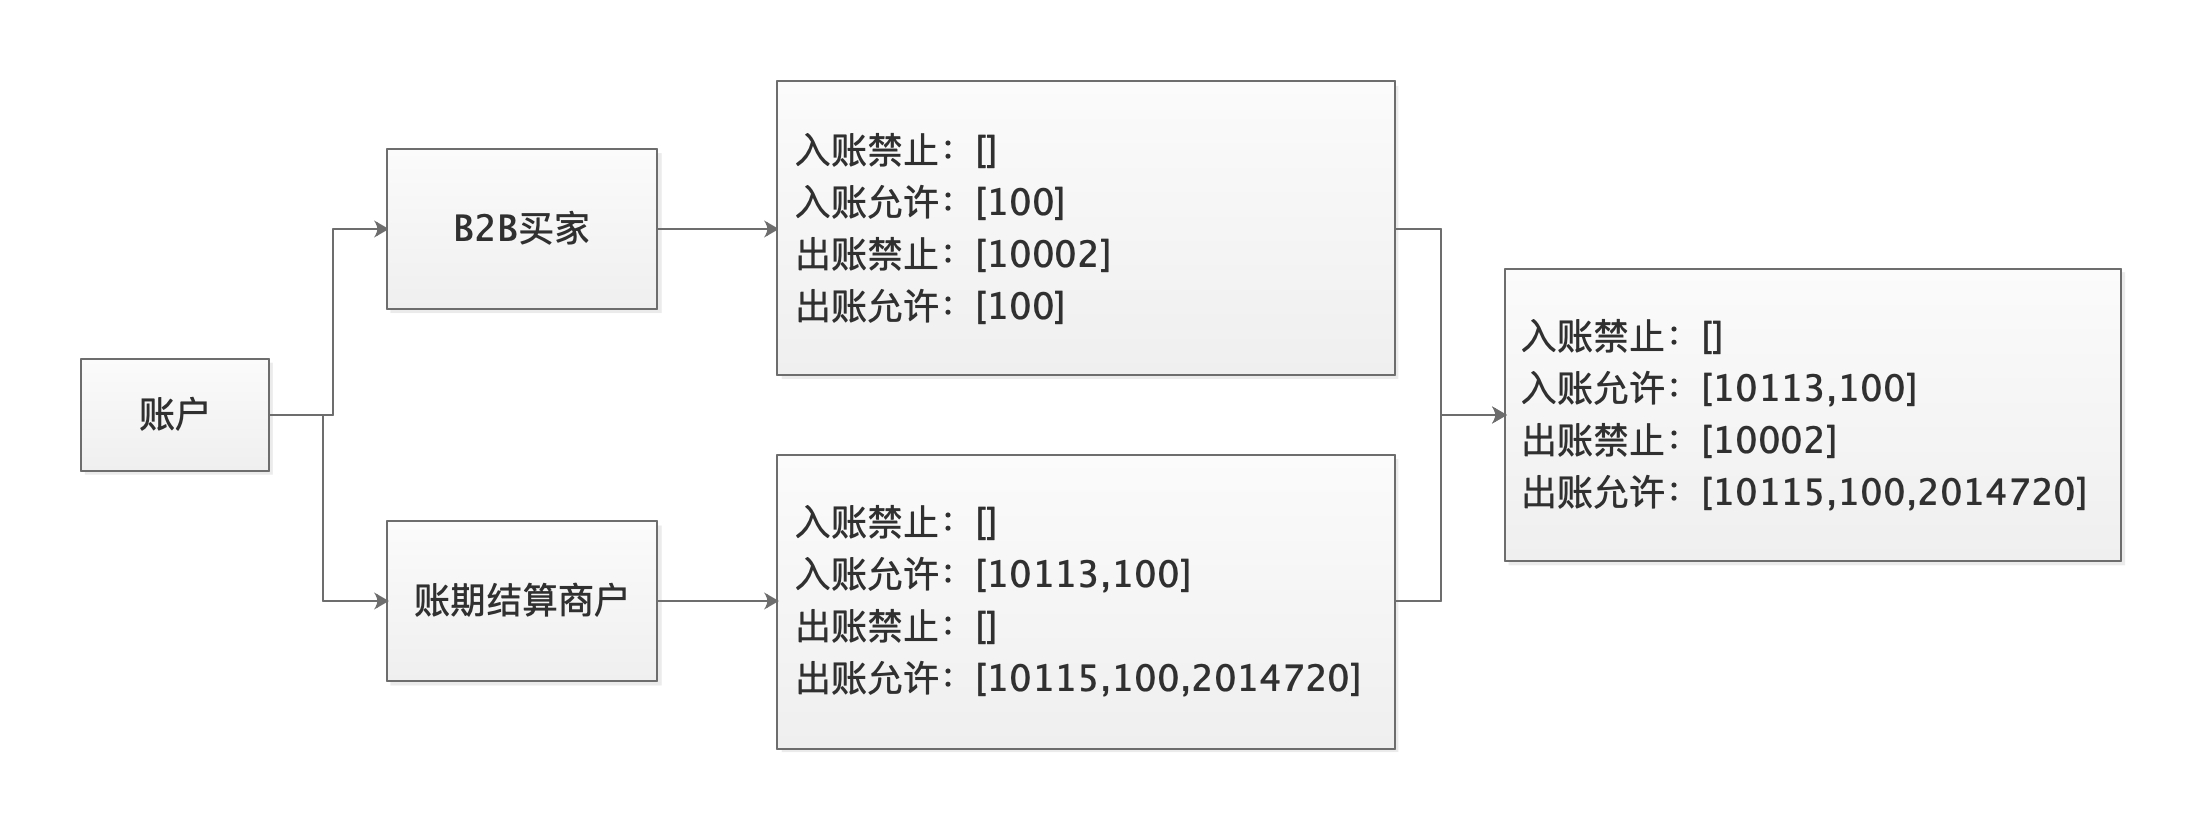 账户
B2B买家
入账禁止：[]
入账允许：[100]
出账禁止：[10002]
出账允许：[100]
账期结算商户
入账禁止：[]
入账允许：[10113,100]
出账禁止：[]
出账允许：[10115,100,2014720]
入账禁止：[]
入账允许：[10113,100]
出账禁止：[10002]
出账允许：[10115,100,2014720]